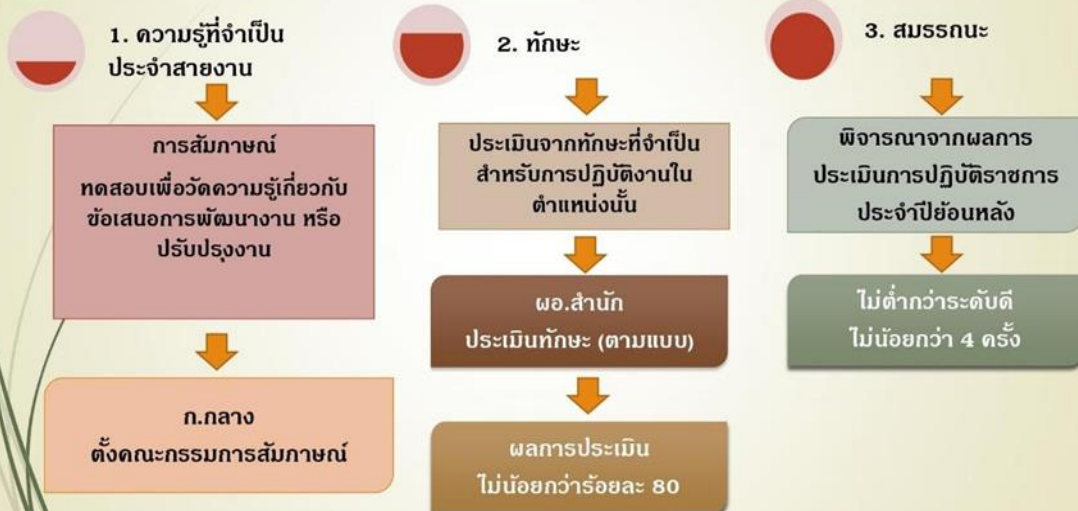 1. ความรู้ที่จำเป็น
ประจำสายงาน
การสัมภาษณ์
ทดสอบเพื่อวัดความรู้เกี่ยวกับ
ข้อเสนอการพัฒนางาน หรือ
ปรับปรุงงาน
ก.กลาง
ตั้งคณะกรรมการสัมภาษณ์
2. ทักษะ
ประเมินจากทักษะที่จำเป็น
สำหรับการปฏิบัติงานใน
ตำแหน่งนั้น
ผอ.สำนัก
ประเมินทักษะ (ตามแบบ)
ผลการประเมิน
ไม่น้อยกว่าร้อยละ 80
3. สมรรถนะ
พิจารณาจากผลการ
ประเมินการปฏิบัติราชการ
ประจำปีย้อนหลัง
ไม่ต่ำกว่าระดับดี
ไม่น้อยกว่า 4 ครั้ง